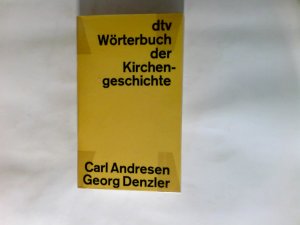 dtv
Wörterbuch
der
Kirchen-
geschichte
Carl Andresen
Georg Denzler